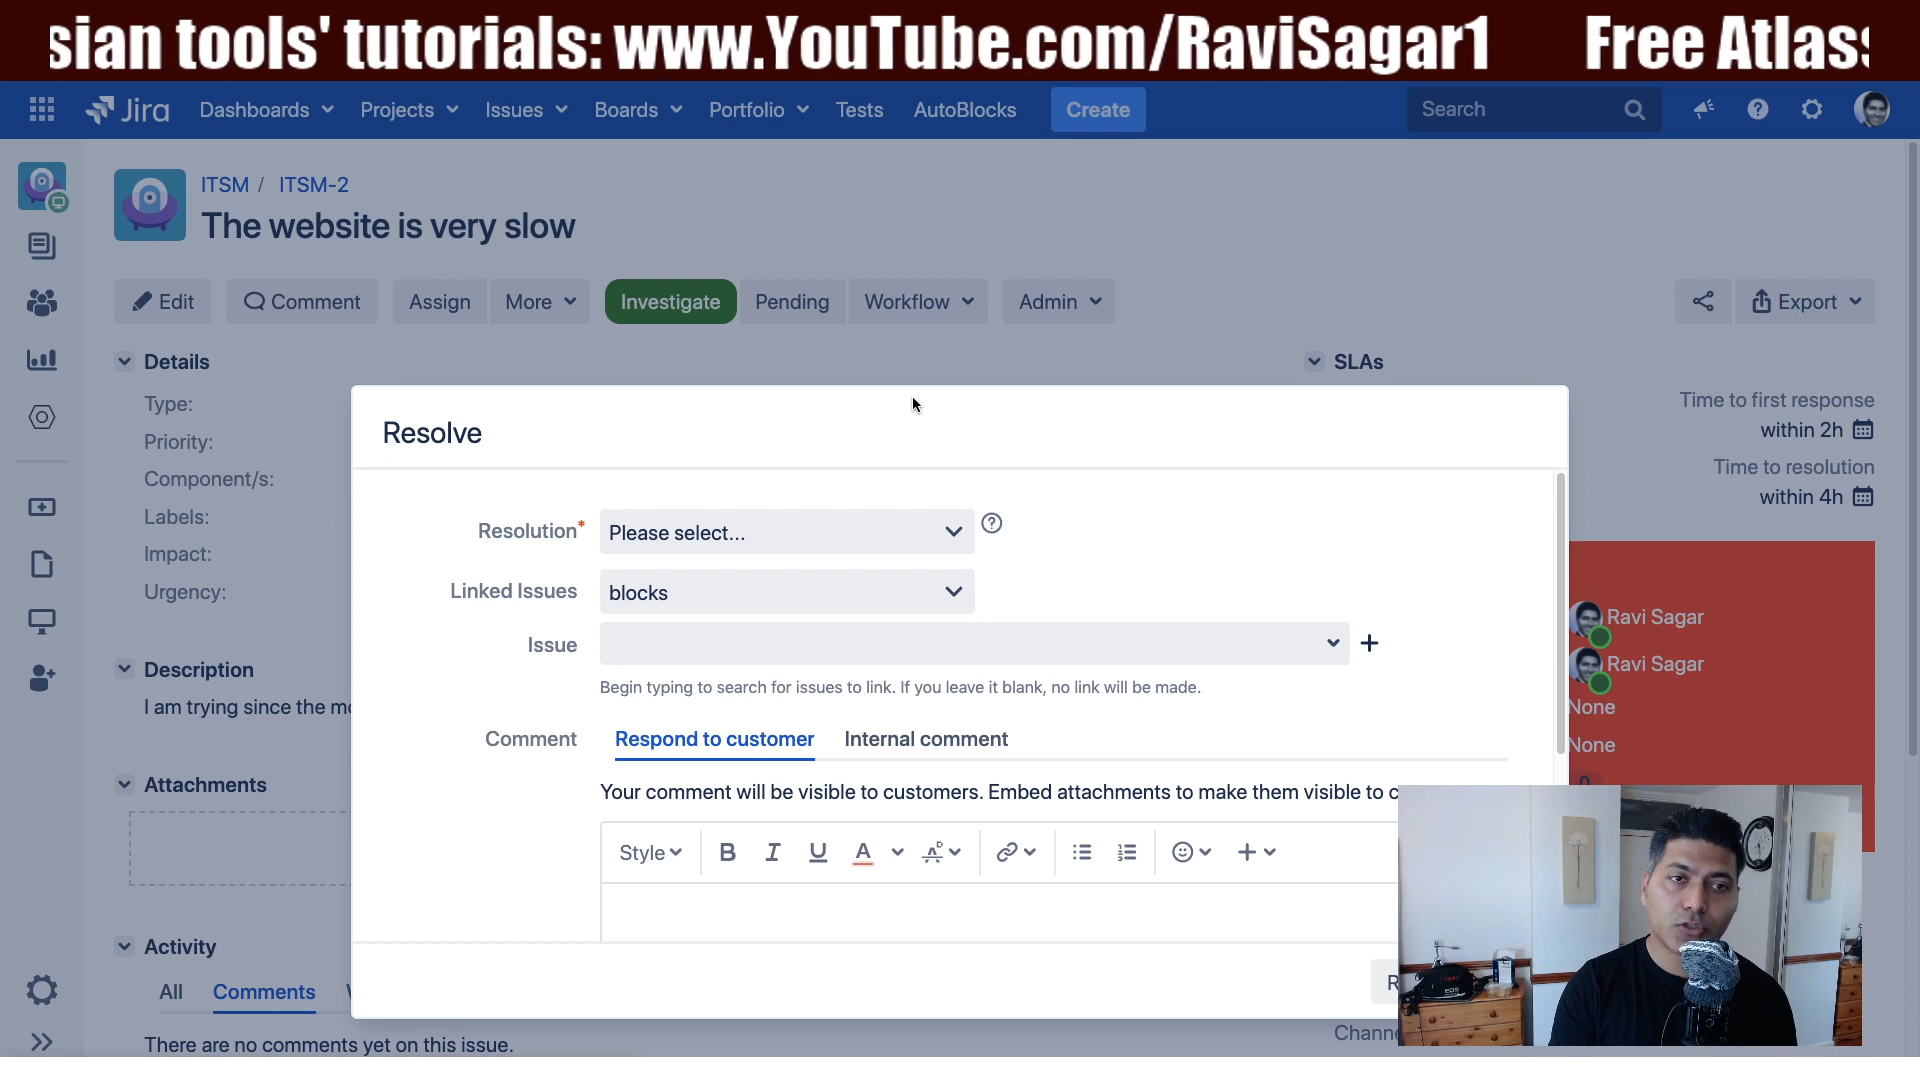 sian tools' tutorials: www.YouTube.com/RaviSagar1 Free Atlas
Jira Dashboards Projects Issues Boards Portfolio Tests AutoBlocks Create Search
ITSM / ITSM-2
The website is very slow
Edit Comment Assign More Investigate Pending Workflow Admin Export
Details
SLAs
Type:
Priority:
Component/s:
Labels:
Impact:
Urgency:
Time to first response
within 2h
Time to resolution
within 4h
Resolve
Resolution* Please select...
Linked Issues blocks
Issue
Begin typing to search for issues to link. If you leave it blank, no link will be made.
Comment Respond to customer Internal comment
Your comment will be visible to customers. Embed attachments to make them visible to c
Style B I U A
Ravi Sagar
Ravi Sagar
None
None
0
Description
I am trying since the mo
Attachments
Activity
All Comments
There are no comments yet on this issue.
R
Channe